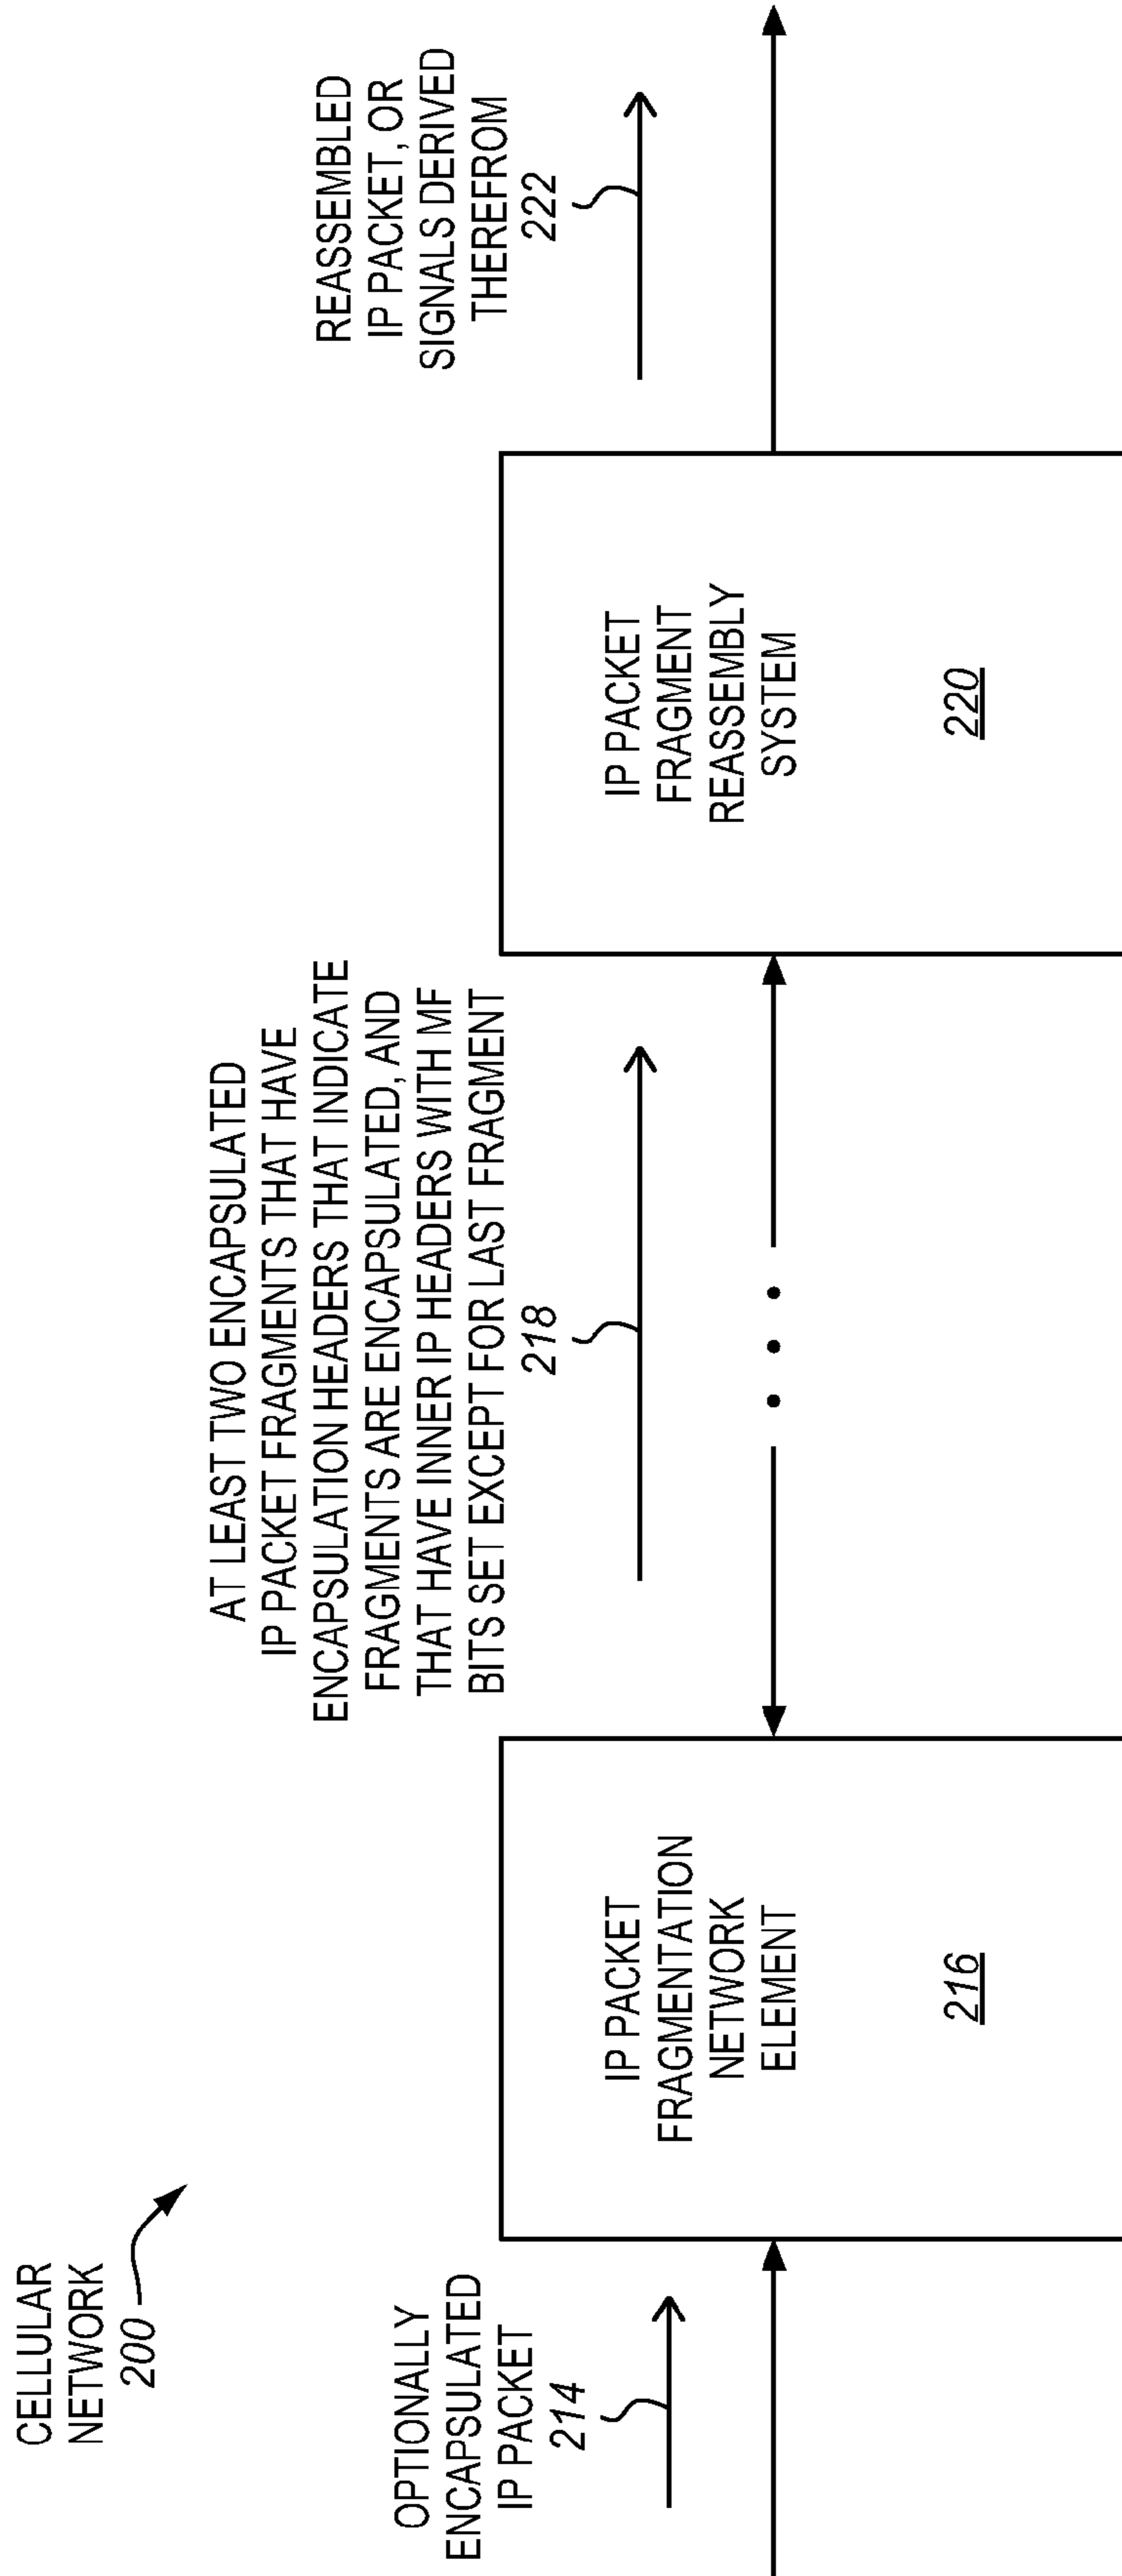 CELLULAR
NETWORK
200
OPTIONALLY
ENCAPSULATED
IP PACKET
214
IP PACKET
FRAGMENTATION
NETWORK
ELEMENT
216
AT LEAST TWO ENCAPSULATED
IP PACKET FRAGMENTS THAT HAVE
ENCAPSULATION HEADERS THAT INDICATE
FRAGMENTS ARE ENCAPSULATED, AND
THAT HAVE INNER IP HEADERS WITH MF
BITS SET EXCEPT FOR LAST FRAGMENT
218
IP PACKET
FRAGMENT
REASSEMBLY
SYSTEM
220
REASSEMBLED
IP PACKET, OR
SIGNALS DERIVED
THEREFROM
222